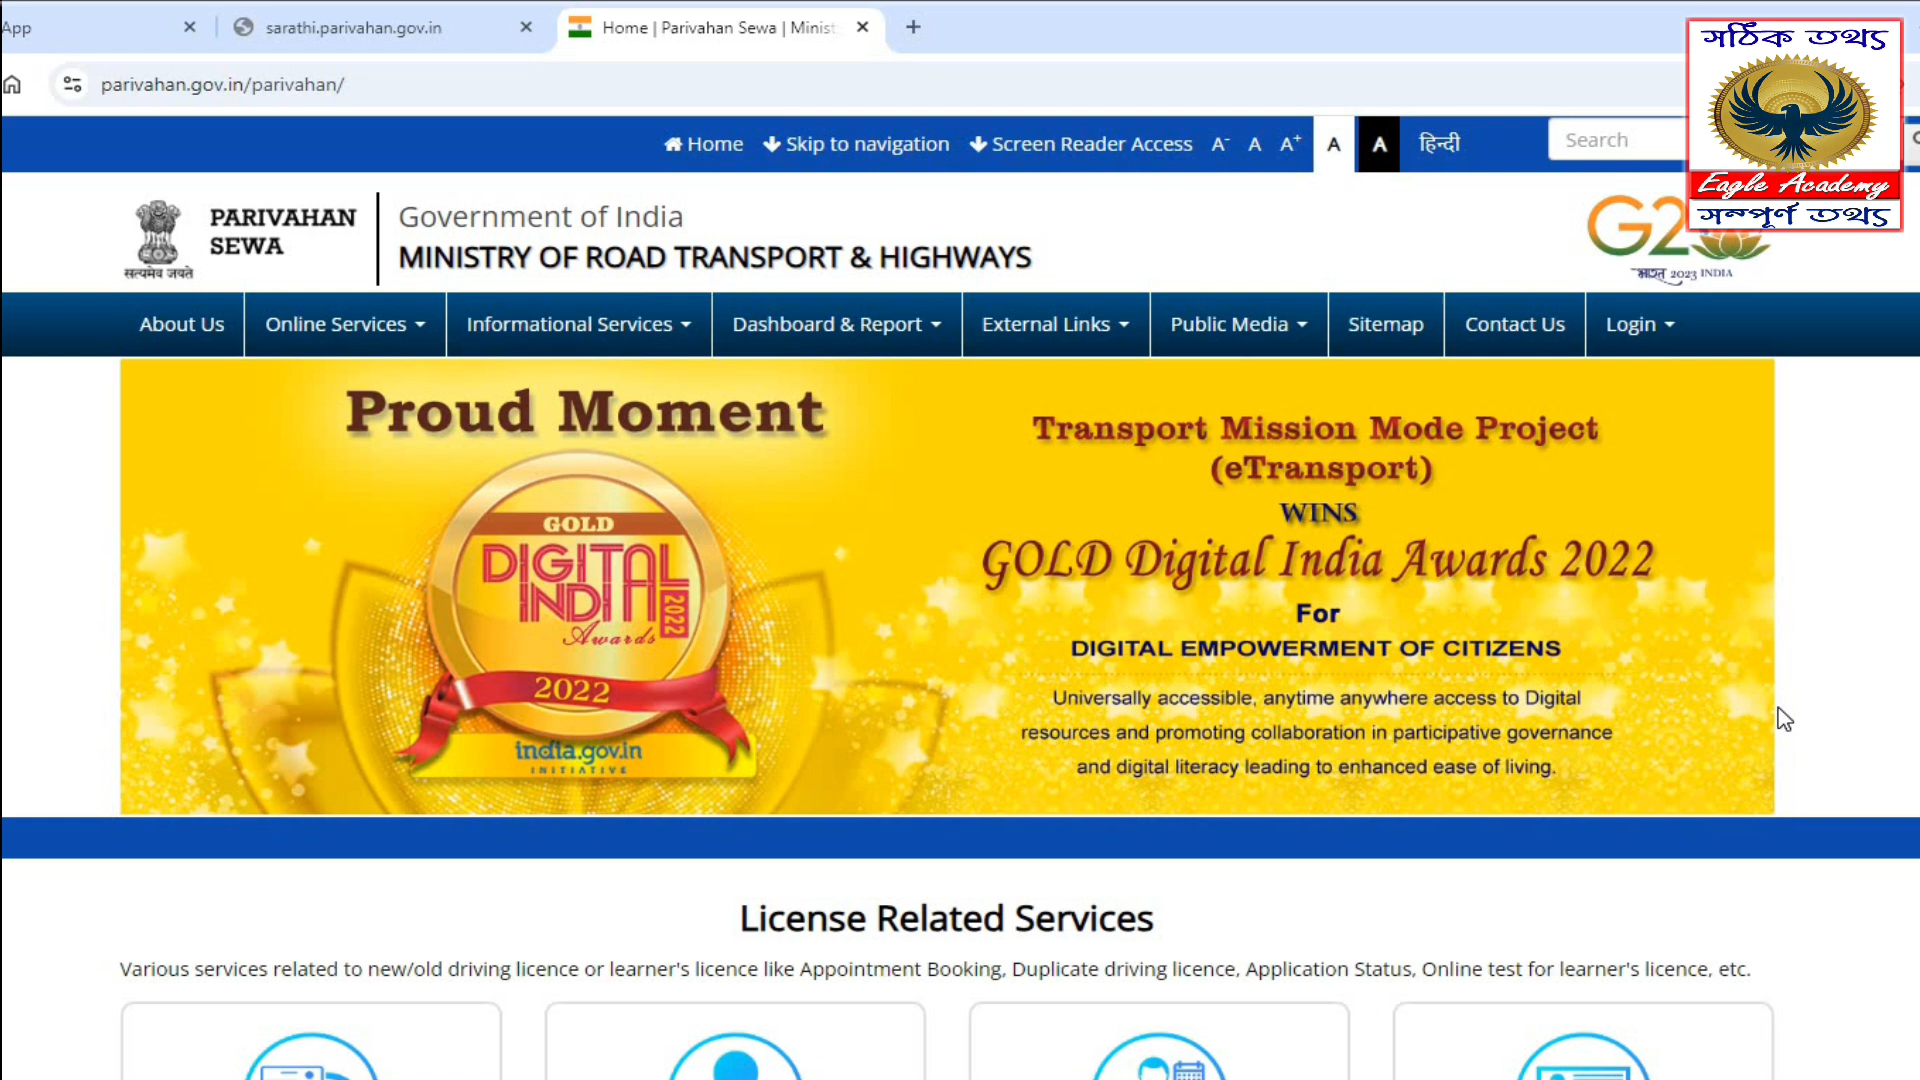 App
sarathi.parivahan.gov.in
Home | Parivahan Sewa | Minist
parivahan.gov.in/parivahan/
Home Skip to navigation Screen Reader Access A- A A+ A A हिन्दी Search
সঠিক তথ্য
Eagle Academy
সম্পূর্ণ তথ্য
सत्यमेव जयते
PARIVAHAN
SEWA
Government of India
MINISTRY OF ROAD TRANSPORT & HIGHWAYS
G2
भारत 2023 INDIA
About Us Online Services Informational Services Dashboard & Report External Links Public Media Sitemap Contact Us Login
Proud Moment
GOLD
DIGITAL
INDIA
2022
Awards
2022
india.gov.in
INITIATIVE
Transport Mission Mode Project
(eTransport)
WINS
GOLD Digital India Awards 2022
For
DIGITAL EMPOWERMENT OF CITIZENS
Universally accessible, anytime anywhere access to Digital
resources and promoting collaboration in participative governance
and digital literacy leading to enhanced ease of living.
License Related Services
Various services related to new/old driving licence or learner's licence like Appointment Booking, Duplicate driving licence, Application Status, Online test for learner's licence, etc.